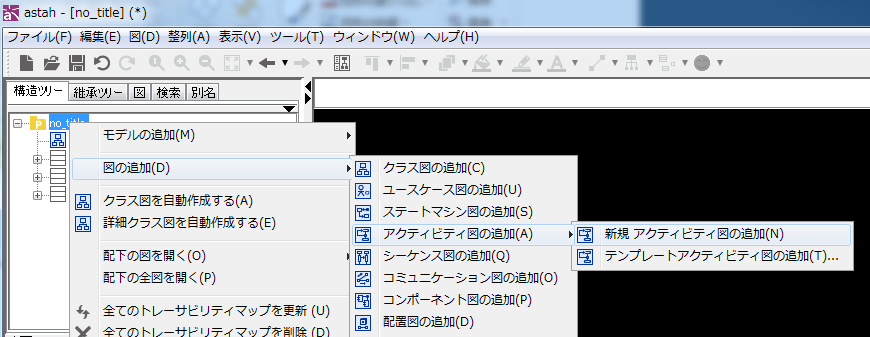 astah - [no_title] (*)
ファイル(F) 編集(E) 図(D) 整列(A) 表示(V) ツール(T) ウィンドウ(W) ヘルプ(H)
構造ツリー 継承ツリー 図 検索 別名
no_title
モデルの追加(M)
図の追加(D)
クラス図の追加(C)
ユースケース図の追加(U)
クラス図を自動作成する(A)
ステートマシン図の追加(S)
詳細クラス図を自動作成する(E)
アクティビティ図の追加(A)
新規 アクティビティ図の追加(N)
配下の図を開く(O)
シーケンス図の追加(Q)
テンプレートアクティビティ図の追加(T)...
配下の全図を開く(P)
コミュニケーション図の追加(O)
コンポーネント図の追加(P)
全てのトレーサビリティマップを更新 (U)
配置図の追加(D)
全てのトレーサビリティマップを削除 (D)